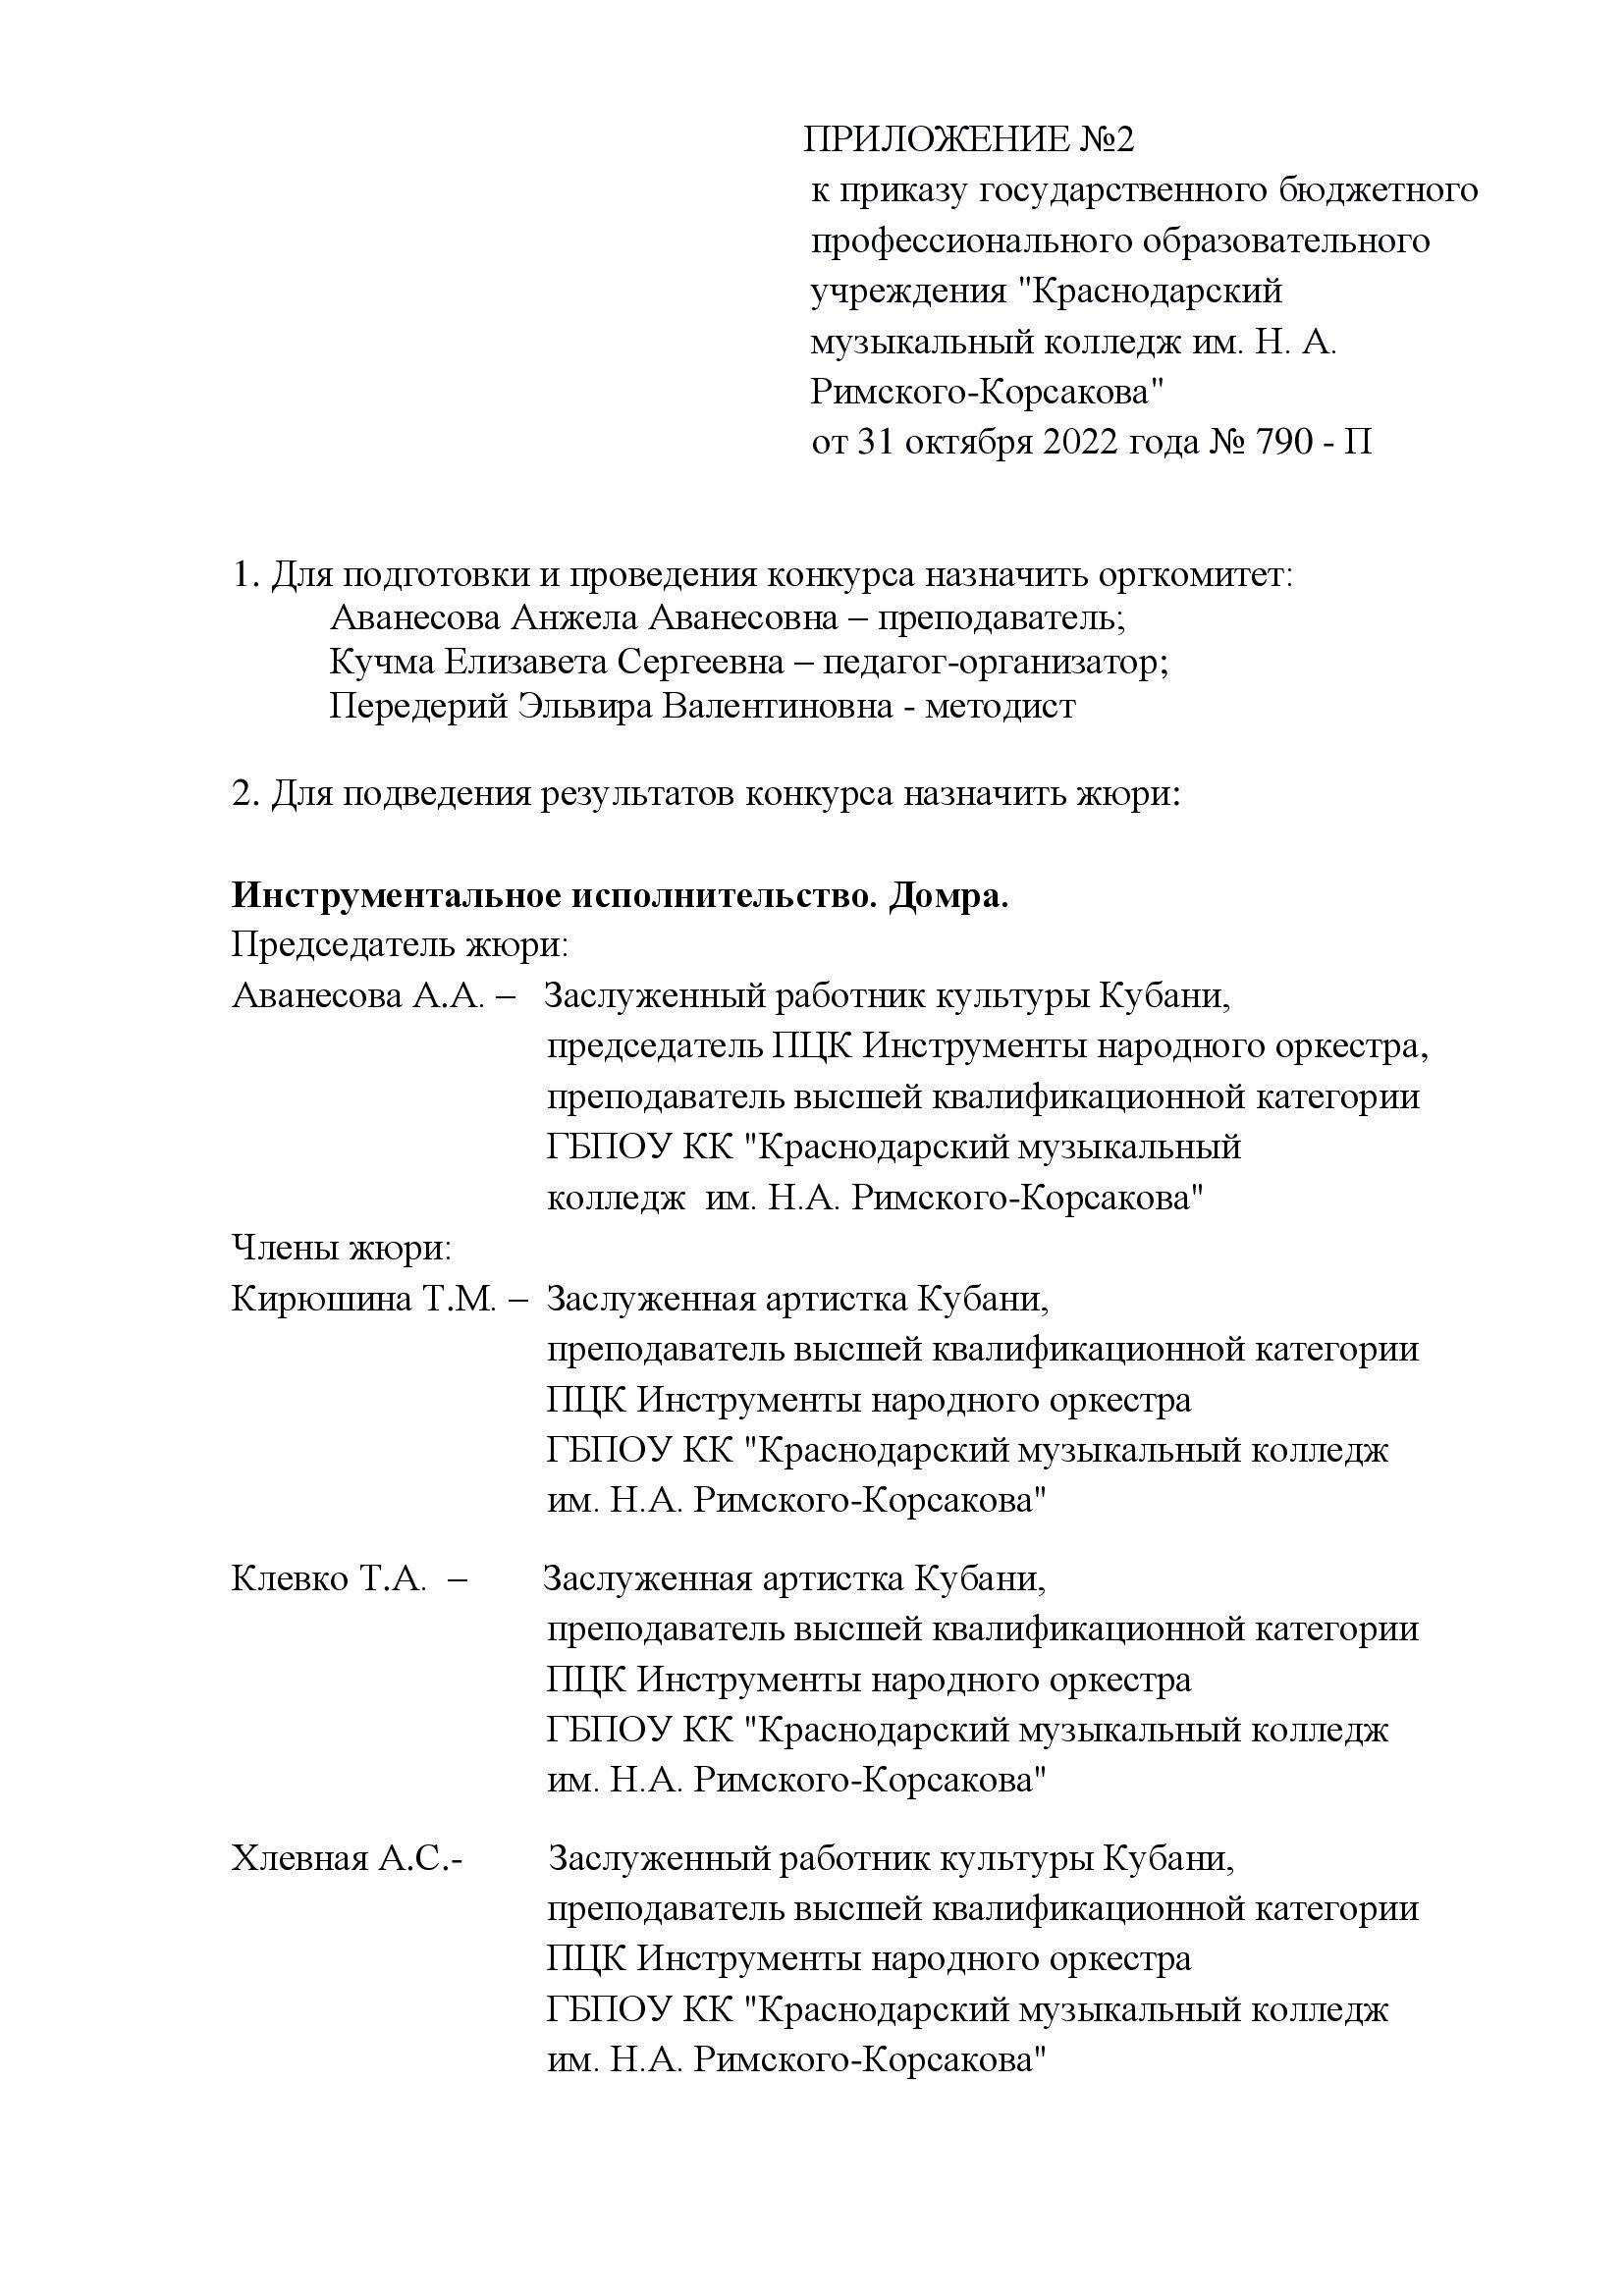 ПРИЛОЖЕНИЕ №2
к приказу государственного бюджетного
профессионального образовательного
учреждения "Краснодарский
музыкальный колледж им. Н. А.
Римского-Корсакова"
от 31 октября 2022 года № 790 - П
1. Для подготовки и проведения конкурса назначить оргкомитет:
Аванесова Анжела Аванесовна – преподаватель;
Кучма Елизавета Сергеевна – педагог-организатор;
Передерий Эльвира Валентиновна - методист
2. Для подведения результатов конкурса назначить жюри:
Инструментальное исполнительство. Домра.
Председатель жюри:
Аванесова А.А. – Заслуженный работник культуры Кубани,
председатель ПЦК Инструменты народного оркестра,
преподаватель высшей квалификационной категории
ГБПОУ КК "Краснодарский музыкальный
колледж им. Н.А. Римского-Корсакова"
Члены жюри:
Кирюшина Т.М. – Заслуженная артистка Кубани,
преподаватель высшей квалификационной категории
ПЦК Инструменты народного оркестра
ГБПОУ КК "Краснодарский музыкальный колледж
им. Н.А. Римского-Корсакова"
Клевко Т.А. – Заслуженная артистка Кубани,
преподаватель высшей квалификационной категории
ПЦК Инструменты народного оркестра
ГБПОУ КК "Краснодарский музыкальный колледж
им. Н.А. Римского-Корсакова"
Хлевная А.С.- Заслуженный работник культуры Кубани,
преподаватель высшей квалификационной категории
ПЦК Инструменты народного оркестра
ГБПОУ КК "Краснодарский музыкальный колледж
им. Н.А. Римского-Корсакова"